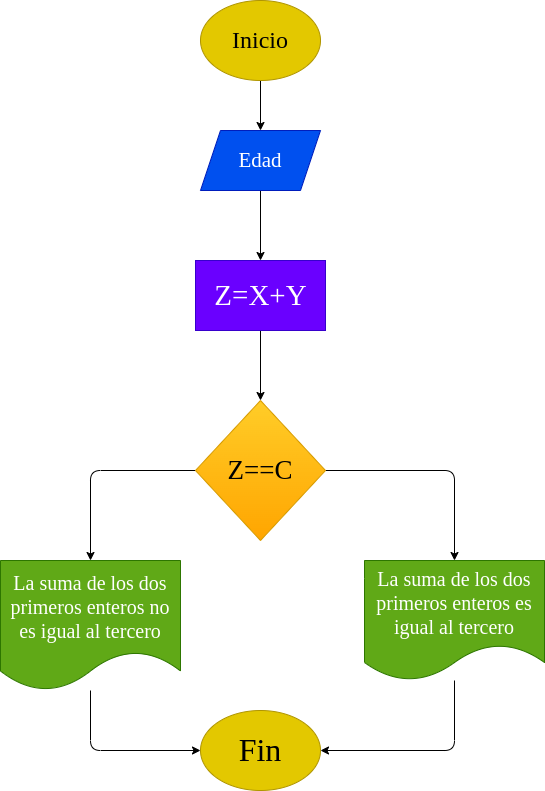 Inicio
Edad
Z=X+Y
Z==C
La suma de los dos
primeros enteros no
es igual al tercero
La suma de los dos
primeros enteros es
igual al tercero
Fin